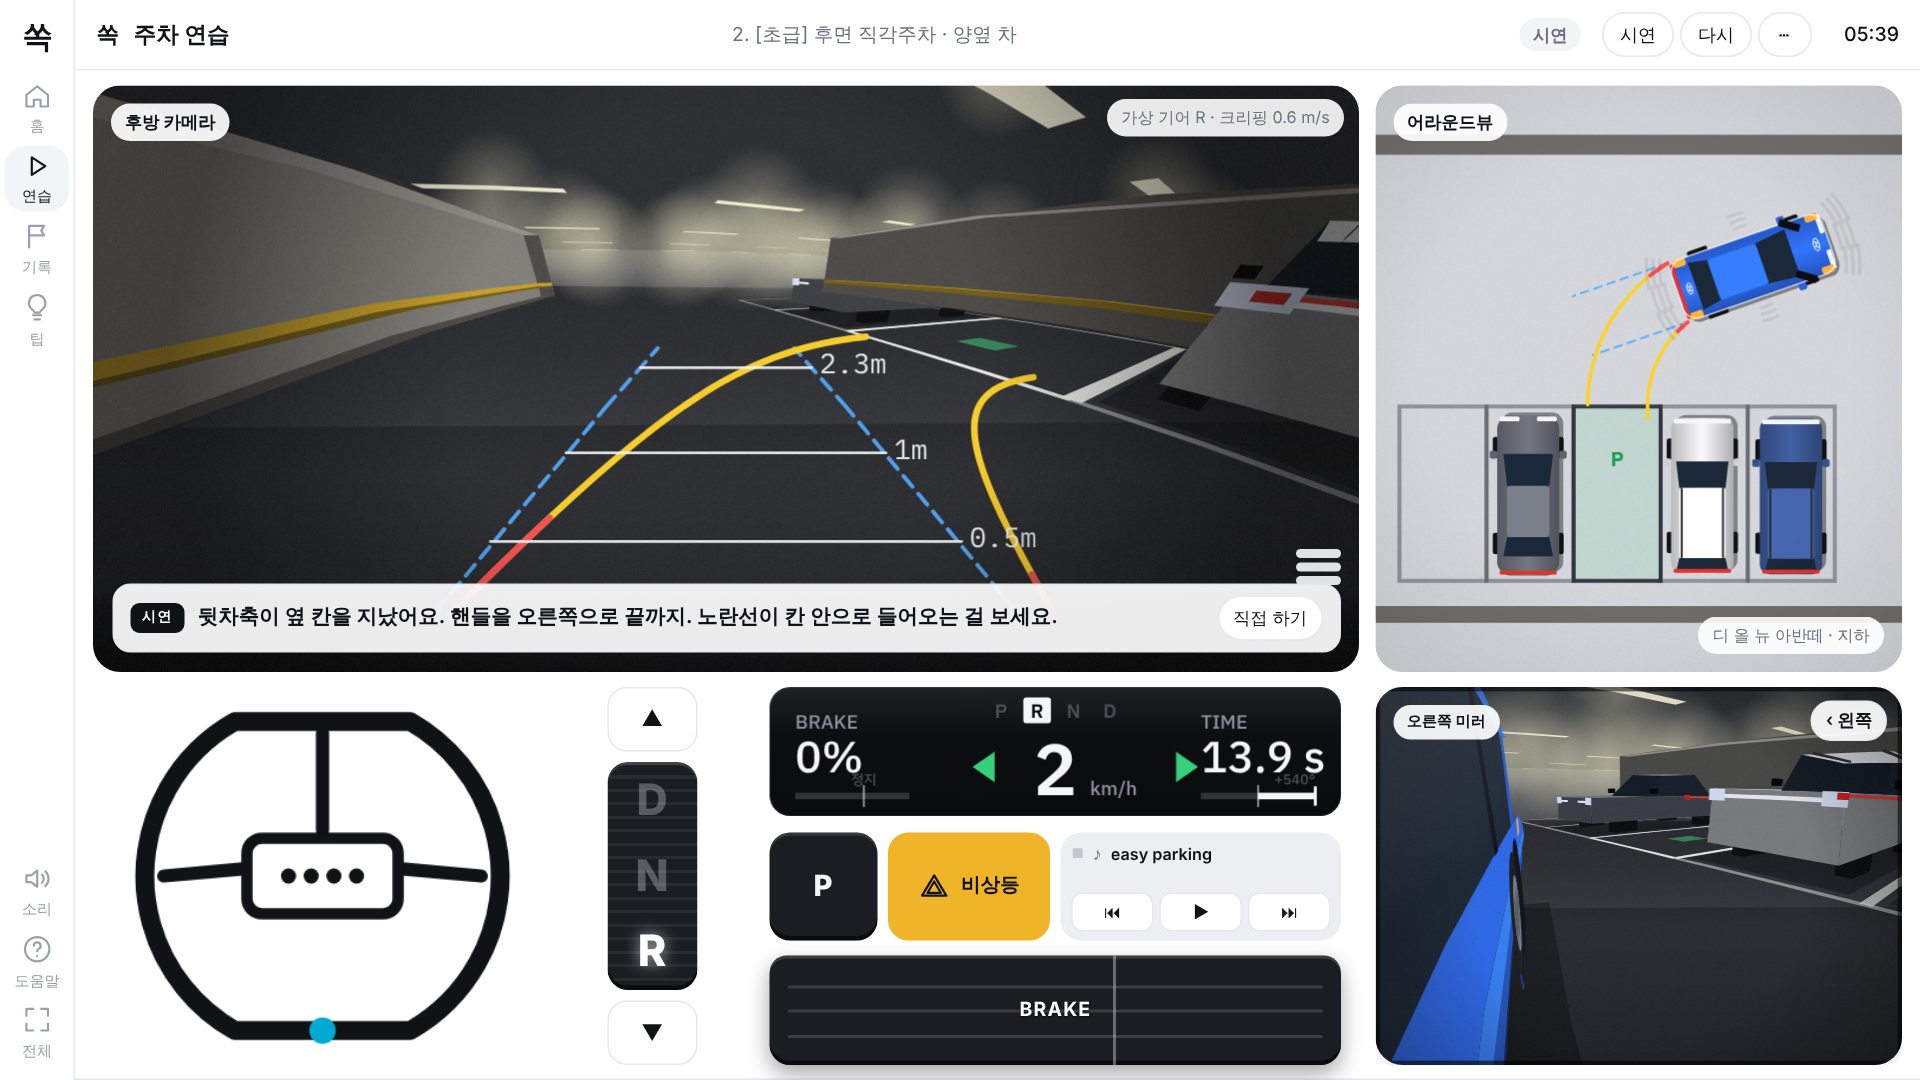 쏙
홈
연습
기록
팁
소리
도움말
전체
쏙 주차 연습
2. [초급] 후면 직각주차 · 양옆 차
시연
시연
다시
···
05:39
후방 카메라
가상 기어 R · 크리핑 0.6 m/s
2.3m
1m
0.5m
시연 뒷차축이 옆 칸을 지났어요. 핸들을 오른쪽으로 끝까지. 노란선이 칸 안으로 들어오는 걸 보세요.
직접 하기
어라운드뷰
P
디 올 뉴 아반떼 · 지하
D
N
R
P R N D
BRAKE
0%
정지
2 km/h
TIME
13.9 s
+540°
P
비상등
♪ easy parking
BRAKE
오른쪽 미러
‹ 왼쪽